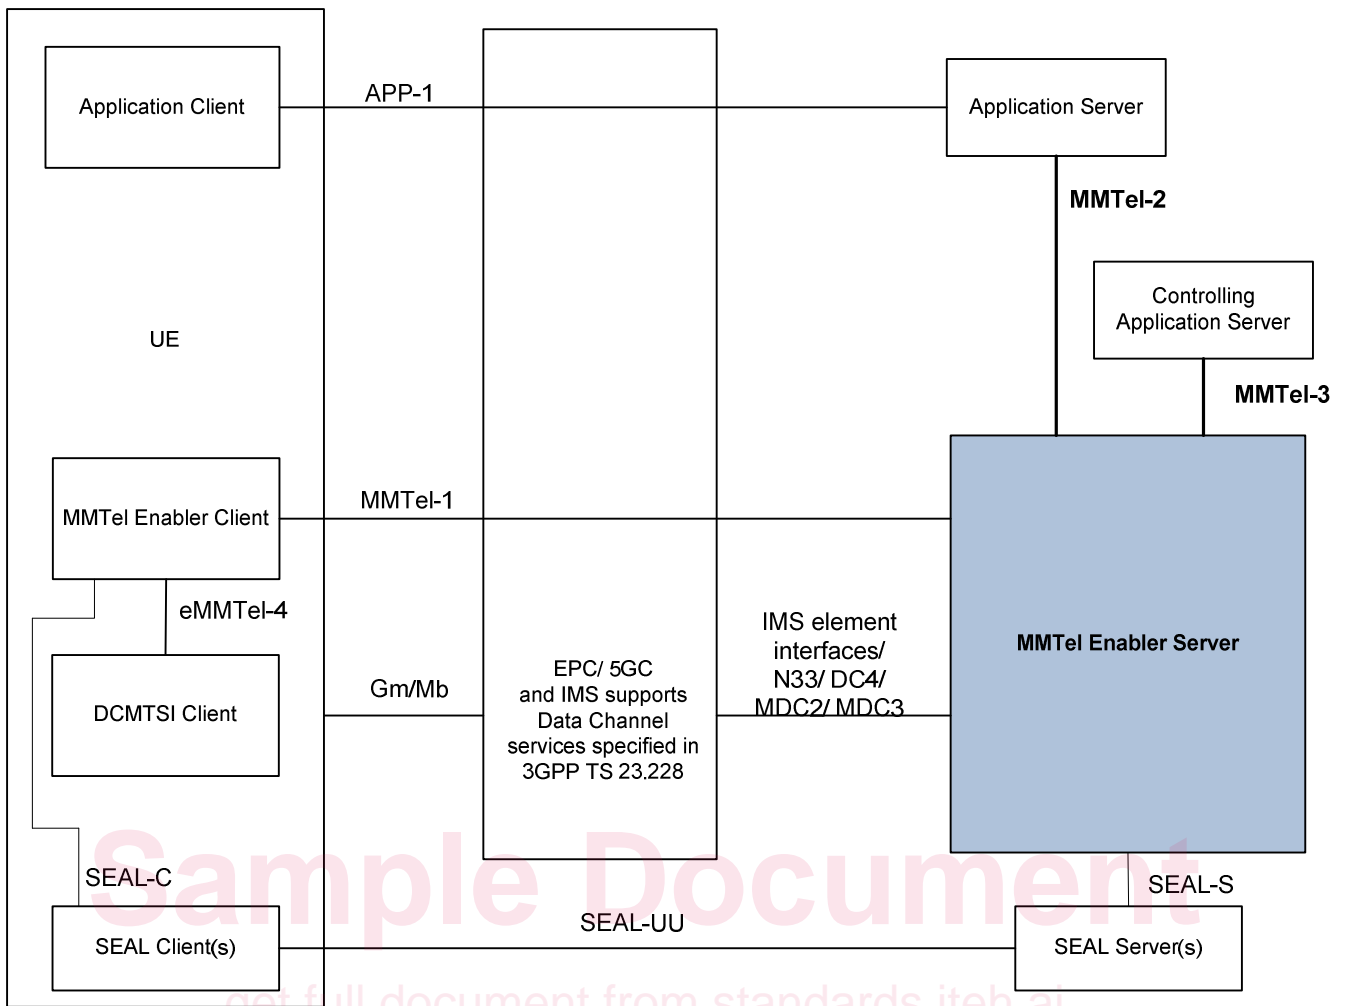 Application Client
APP-1
Application Server
MMTel-2
Controlling
Application Server
UE
MMTel-3
MMTel Enabler Client
MMTel-1
eMMTel-4
IMS element
interfaces/
N33/ DC4/
MDC2/ MDC3
MMTel Enabler Server
EPC/ 5GC
and IMS supports
Data Channel
services specified in
3GPP TS 23.228
Gm/Mb
DCMTSI Client
Sample Document
SEAL-C
SEAL-S
SEAL-UU
SEAL Client(s)
SEAL Server(s)
get full document from standards.iteh.ai